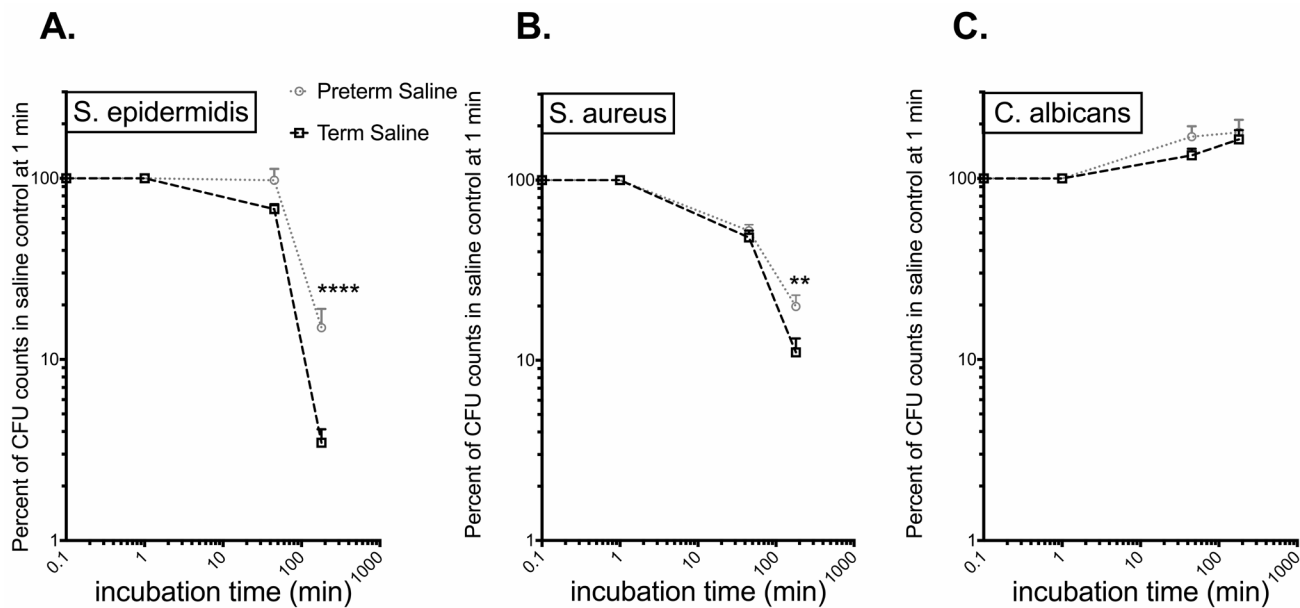 A.
B.
C.
S. epidermidis
Preterm Saline
Term Saline
S. aureus
C. albicans
Percent of CFU counts in saline control at 1 min
100
10
1
****
0.1
1
10
100
1000
incubation time (min)
Percent of CFU counts in saline control at 1 min
100
10
1
**
0.1
1
10
100
1000
incubation time (min)
Percent of CFU counts in saline control at 1 min
100
10
1
0.1
1
10
100
1000
incubation time (min)